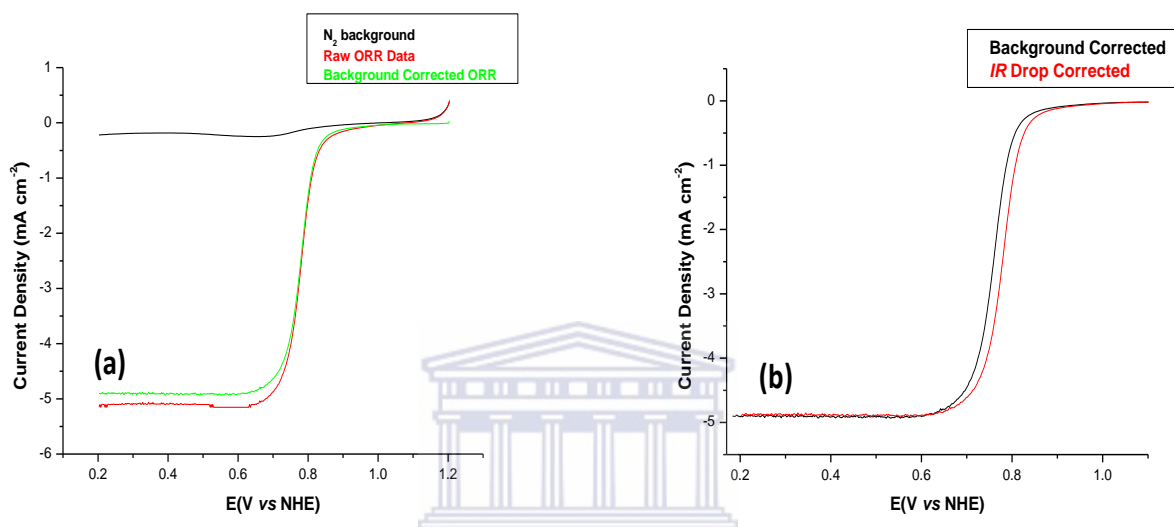 N₂ background
Raw ORR Data
Background Corrected ORR
0
-1
-2
-3
-4
-5
-6
Current Density (mA cm⁻²)
(a)
0.2 0.4 0.6 0.8 1.0 1.2
E(V vs NHE)
Background Corrected
IR Drop Corrected
0
-1
-2
-3
-4
-5
Current Density (mA cm⁻²)
(b)
0.2 0.4 0.6 0.8 1.0
E(V vs NHE)